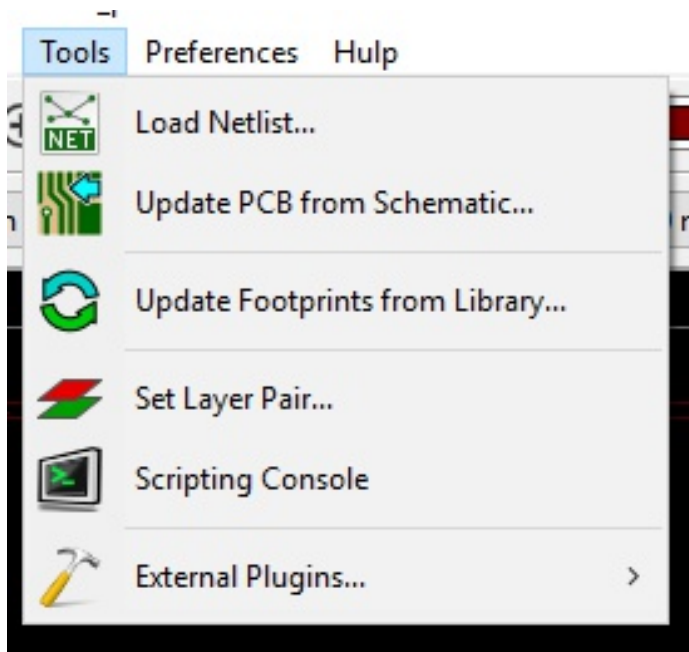 Tools Preferences Hulp
NET Load Netlist...
Update PCB from Schematic...
Update Footprints from Library...
Set Layer Pair...
>_ Scripting Console
External Plugins... >